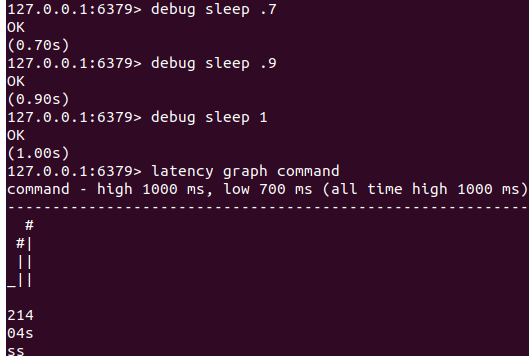 127.0.0.1:6379> debug sleep .7
OK
(0.70s)
127.0.0.1:6379> debug sleep .9
OK
(0.90s)
127.0.0.1:6379> debug sleep 1
OK
(1.00s)
127.0.0.1:6379> latency graph command
command - high 1000 ms, low 700 ms (all time high 1000 ms)
--------------------------------------------------------------------------------
  #
 #|
 ||
_||

214
04s
ss